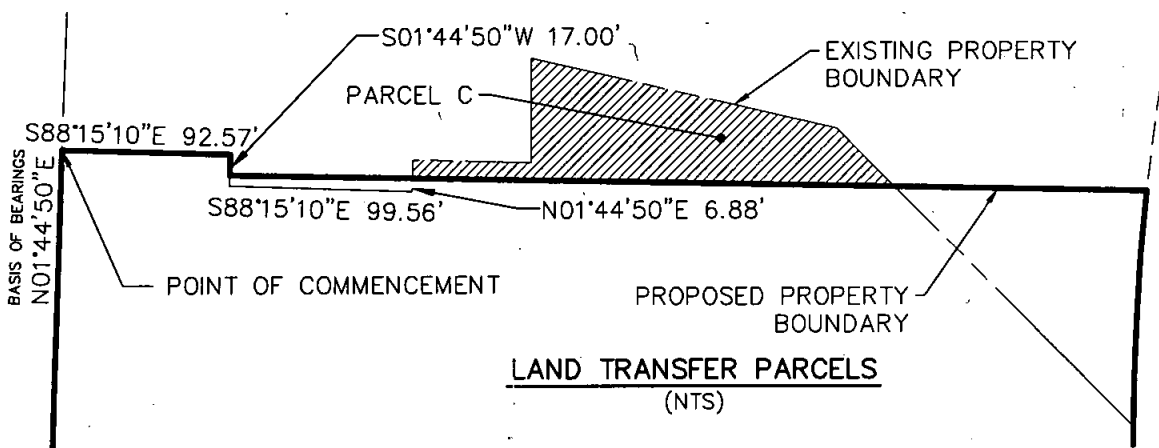 S01°44'50"W 17.00'
EXISTING PROPERTY
BOUNDARY
PARCEL C
S88°15'10"E 92.57'
BASIS OF BEARINGS
N01°44'50"E
S88°15'10"E 99.56'
N01°44'50"E 6.88'
POINT OF COMMENCEMENT
PROPOSED PROPERTY
BOUNDARY
LAND TRANSFER PARCELS
(NTS)